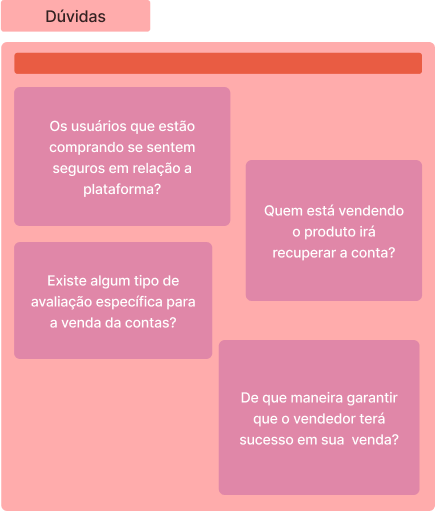 Dúvidas
Os usuários que estão
comprando se sentem
seguros em relação a
plataforma?
Quem está vendendo
o produto irá
recuperar a conta?
Existe algum tipo de
avaliação específica para
a venda da contas?
De que maneira garantir
que o vendedor terá
sucesso em sua  venda?